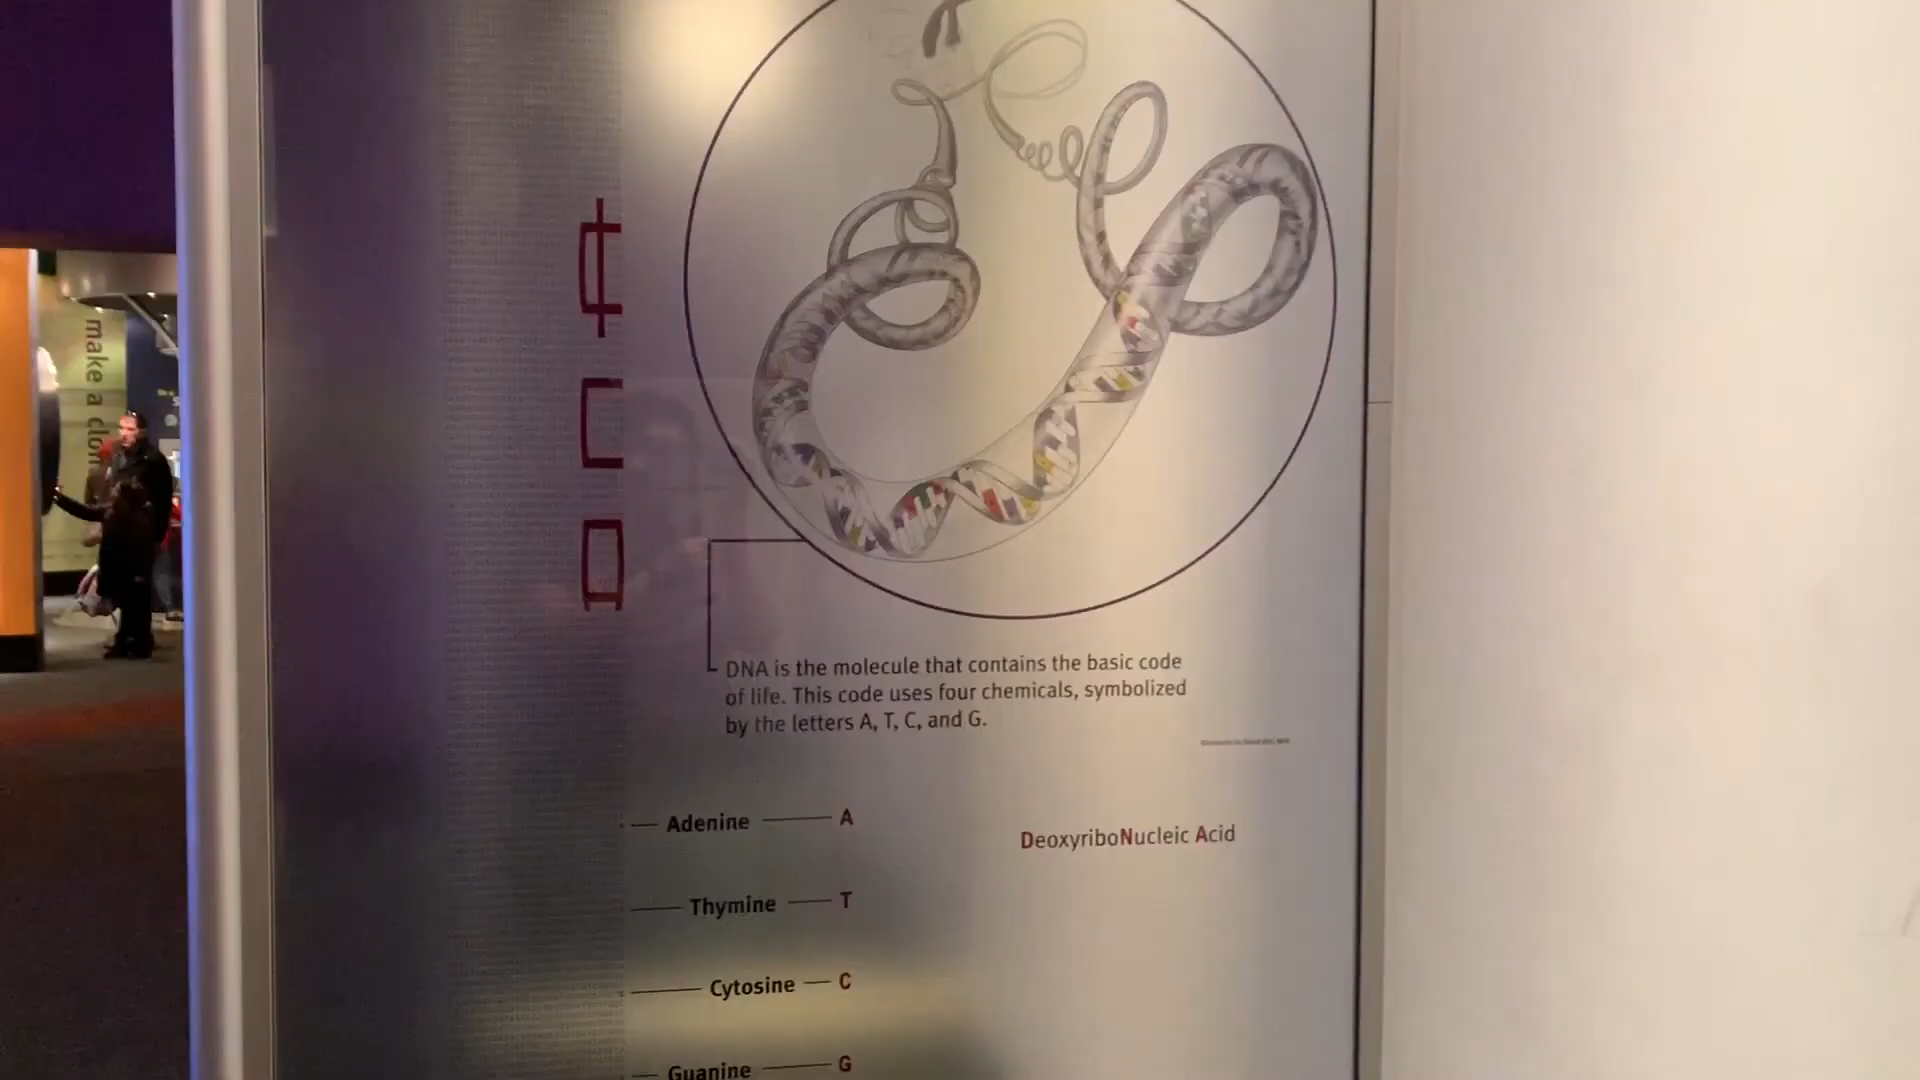 make a clon
DNA is the molecule that contains the basic code
of life. This code uses four chemicals, symbolized
by the letters A, T, C, and G.
Adenine A
DeoxyriboNucleic Acid
Thymine T
Cytosine C
Guanine G